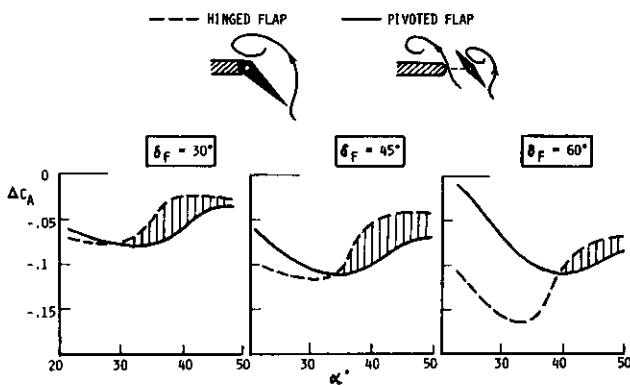 HINGED FLAP
PIVOTED FLAP
δF = 30°
δF = 45°
δF = 60°
ΔCA
0
-.05
-.1
-.15
20
30
40
50
30
40
50
30
40
50
α°